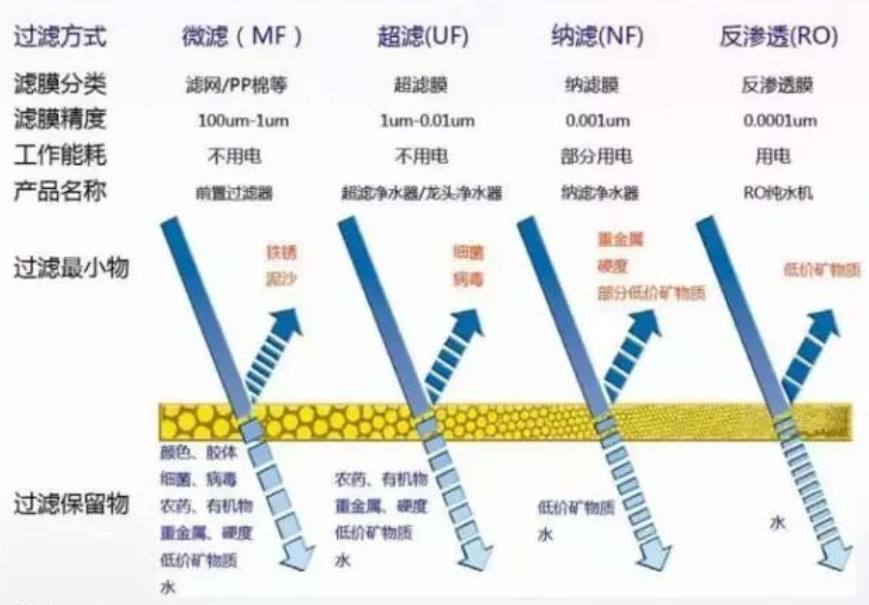 过滤方式 微滤（MF） 超滤(UF) 纳滤(NF) 反渗透(RO)
滤膜分类 滤网/PP棉等 超滤膜 纳滤膜 反渗透膜
滤膜精度 100um-1um 1um-0.01um 0.001um 0.0001um
工作能耗 不用电 不用电 部分用电 用电
产品名称 前置过滤器 超滤净水器/龙头净水器 纳滤净水器 RO纯水机
过滤最小物
铁锈
泥沙
细菌
病毒
重金属
硬度
部分低价矿物质
低价矿物质
过滤保留物
颜色、胶体
细菌、病毒
农药、有机物
重金属、硬度
低价矿物质
水
农药、有机物
重金属、硬度
低价矿物质
水
低价矿物质
水
水